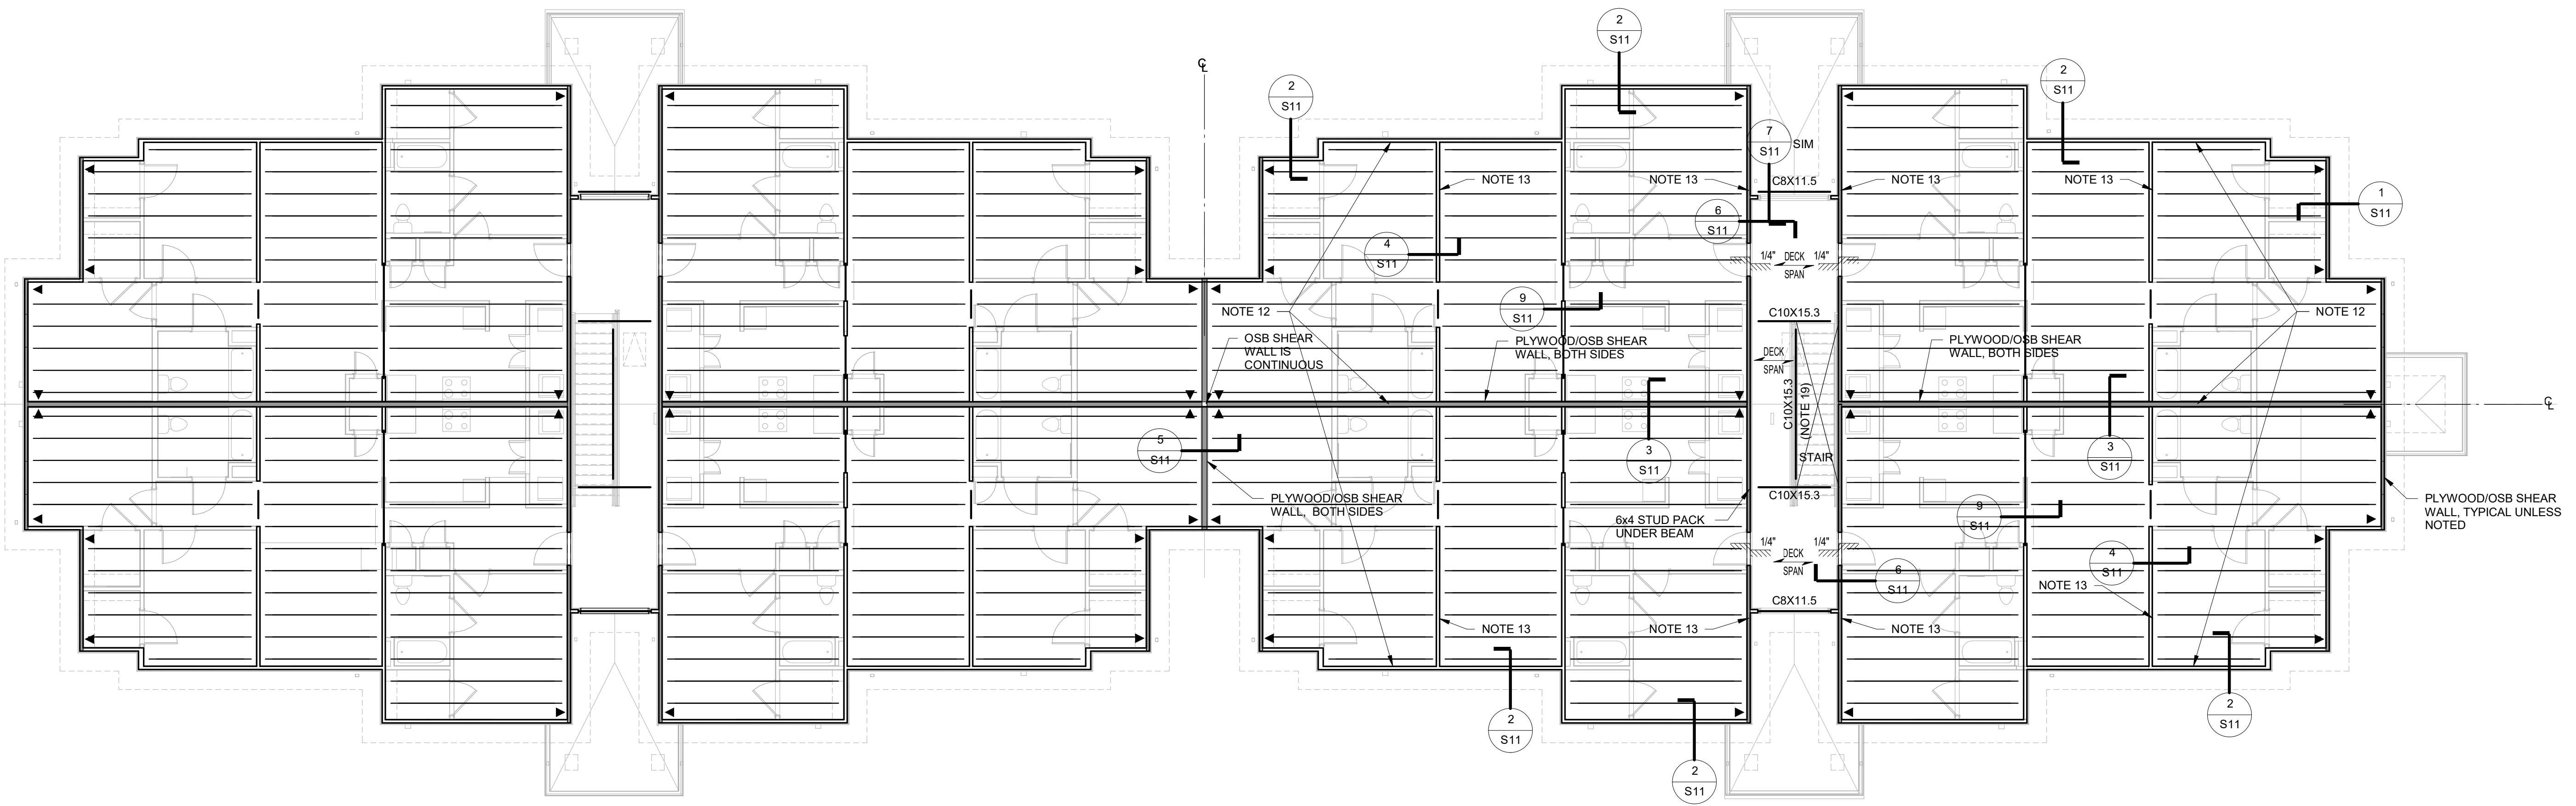 2
S11
℄
2
S11
2
S11
7
S11
SIM
NOTE 13
NOTE 13
C8X11.5
NOTE 13
NOTE 13
1
S11
6
S11
4
S11
1/4"
DECK
SPAN
1/4"
9
S11
NOTE 12
C10X15.3
NOTE 12
OSB SHEAR
WALL IS
CONTINUOUS
PLYWOOD/OSB SHEAR
WALL, BOTH SIDES
DECK
SPAN
PLYWOOD/OSB SHEAR
WALL, BOTH SIDES
C10X15.3
(NOTE 19)
℄
5
S11
3
S11
STAIR
3
S11
PLYWOOD/OSB SHEAR
WALL, BOTH SIDES
C10X15.3
6x4 STUD PACK
UNDER BEAM
9
S11
PLYWOOD/OSB SHEAR
WALL, TYPICAL UNLESS
NOTED
1/4"
DECK
SPAN
1/4"
4
S11
6
S11
NOTE 13
C8X11.5
NOTE 13
NOTE 13
NOTE 13
2
S11
2
S11
2
S11